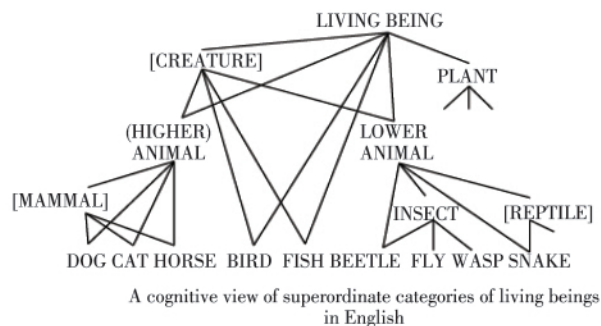 LIVING BEING
[CREATURE]
PLANT
(HIGHER) LOWER
ANIMAL ANIMAL
[MAMMAL] INSECT [REPTILE]
DOG CAT HORSE BIRD FISH BEETLE FLY WASP SNAKE
A cognitive view of superordinate categories of living beings
in English